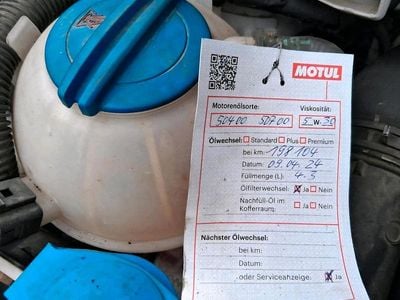 MOTUL
Motorenölsorte: Viskosität:
504 00 507 00 5 W-30
Ölwechsel: Standard Plus Premium
bei km: 198104
Datum: 09.04.24
Füllmenge (L): 4.3
Ölfilterwechsel: Ja Nein
Nachfüll-Öl im
Kofferraum: Ja Nein
Nächster Ölwechsel:
bei km:
Datum:
oder Serviceanzeige: Ja